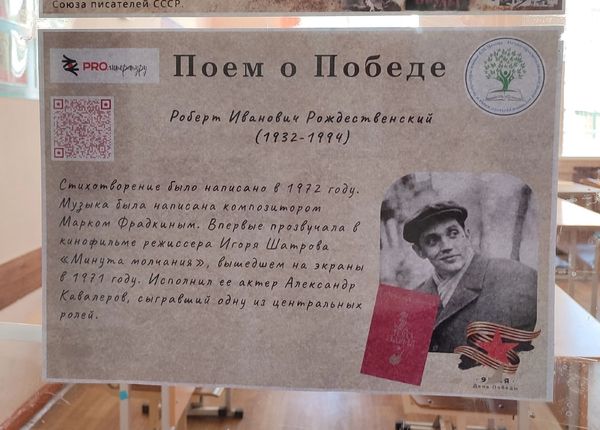 Союза писателей СССР.
PRO литературу
Поем о Победе
Роберт Иванович Рождественский
(1932-1994)
Стихотворение было написано в 1972 году.
Музыка была написана композитором
Марком Фрадкиным. Впервые прозвучала в
кинофильме режиссера Игоря Шатрова
«Минута молчания», вышедшем на экраны
в 1971 году. Исполнил ее актер Александр
Кавалеров, сыгравший одну из центральных
ролей.
День Победы